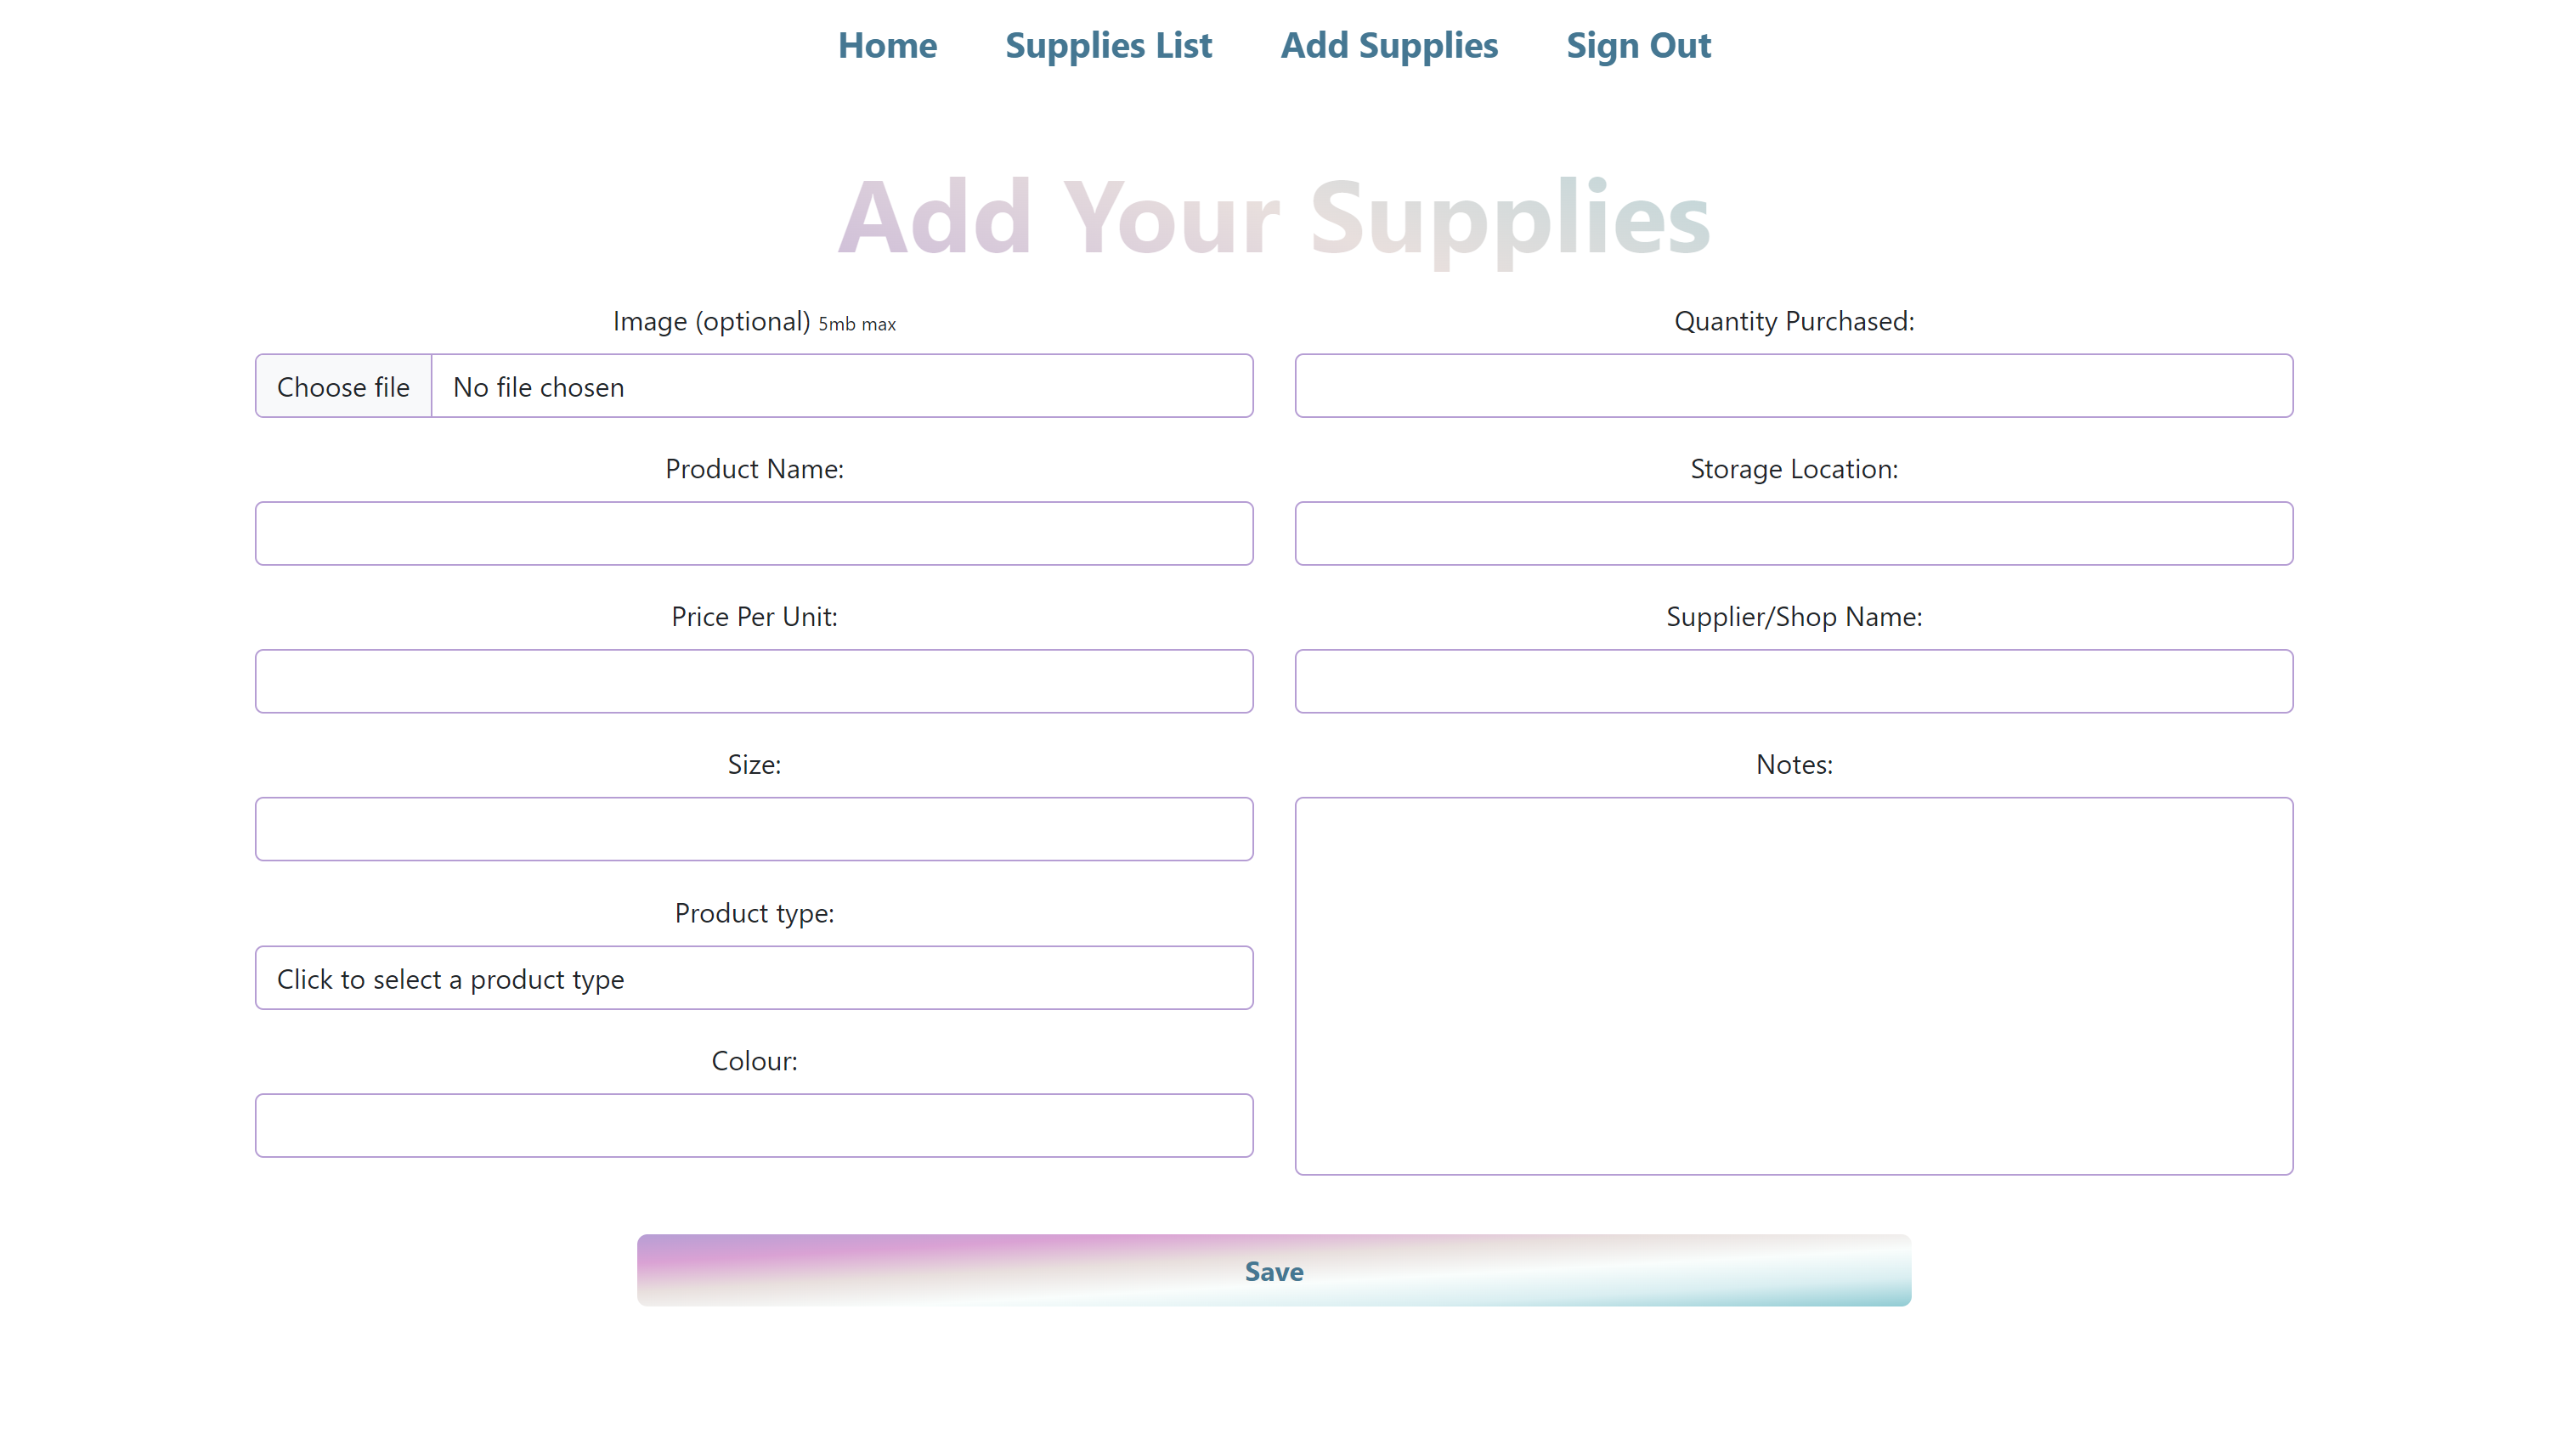 Home Supplies List Add Supplies Sign Out
Add Your Supplies
Image (optional) 5mb max
Choose file No file chosen
Product Name:
Price Per Unit:
Size:
Product type:
Click to select a product type
Colour:
Quantity Purchased:
Storage Location:
Supplier/Shop Name:
Notes:
Save